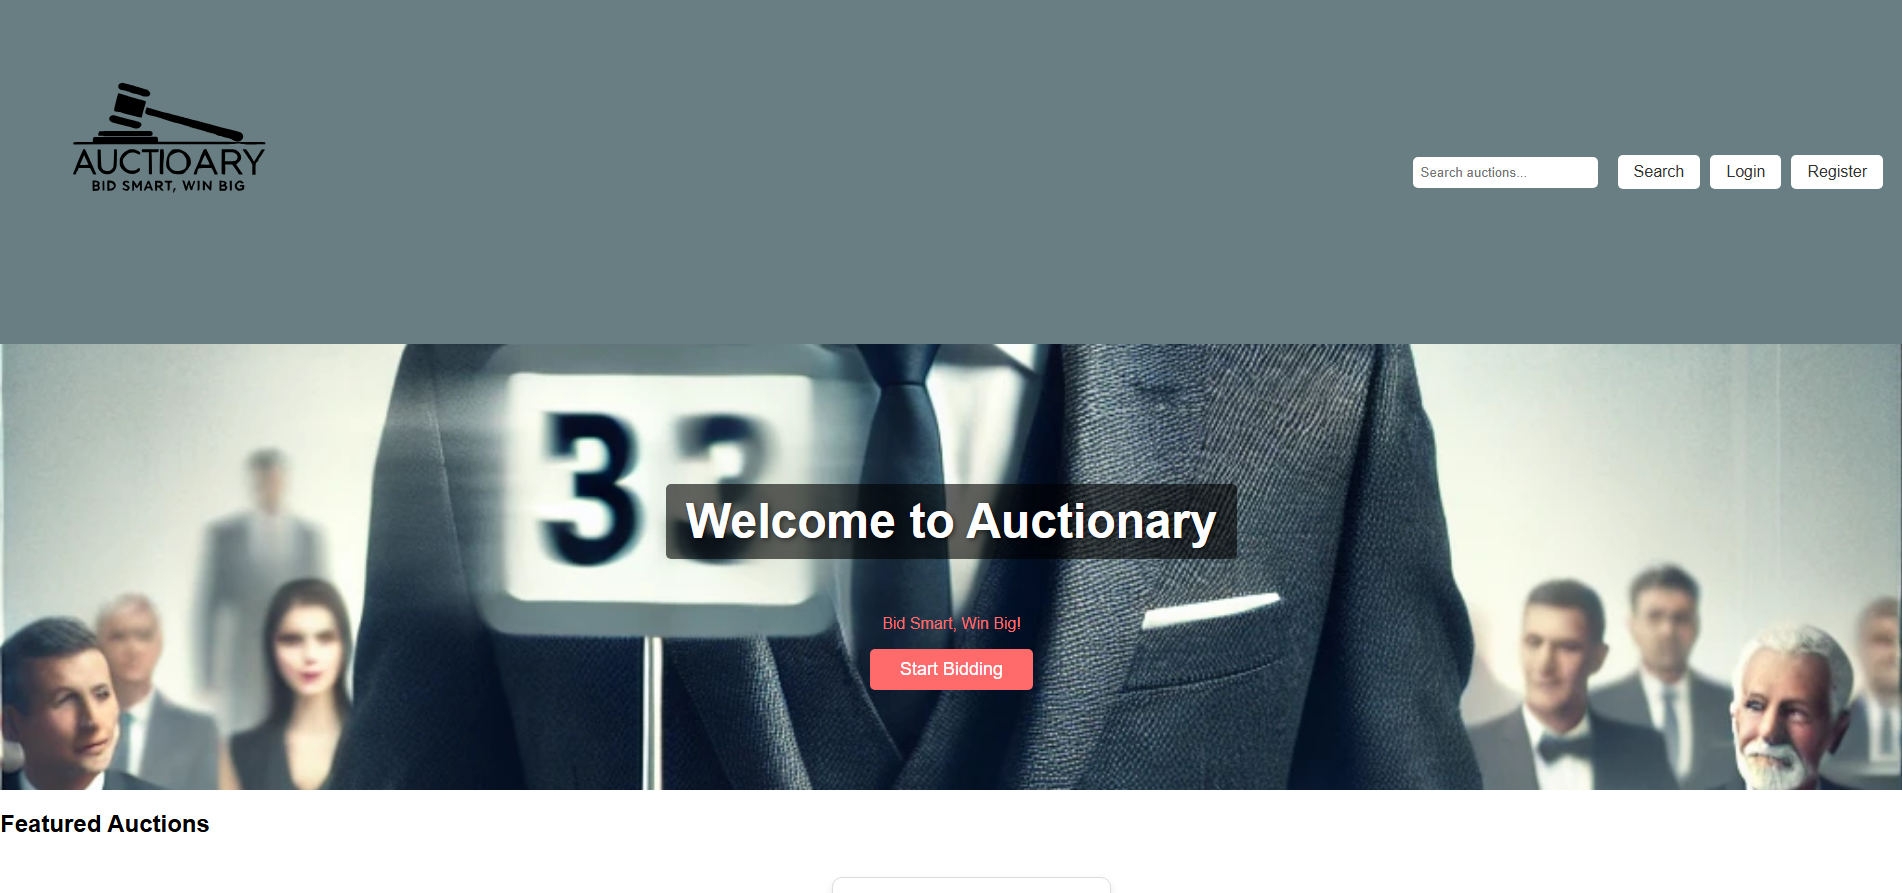 AUCTIOARY
BID SMART, WIN BIG
Search auctions...
Search
Login
Register
33
Welcome to Auctionary
Bid Smart, Win Big!
Start Bidding
Featured Auctions